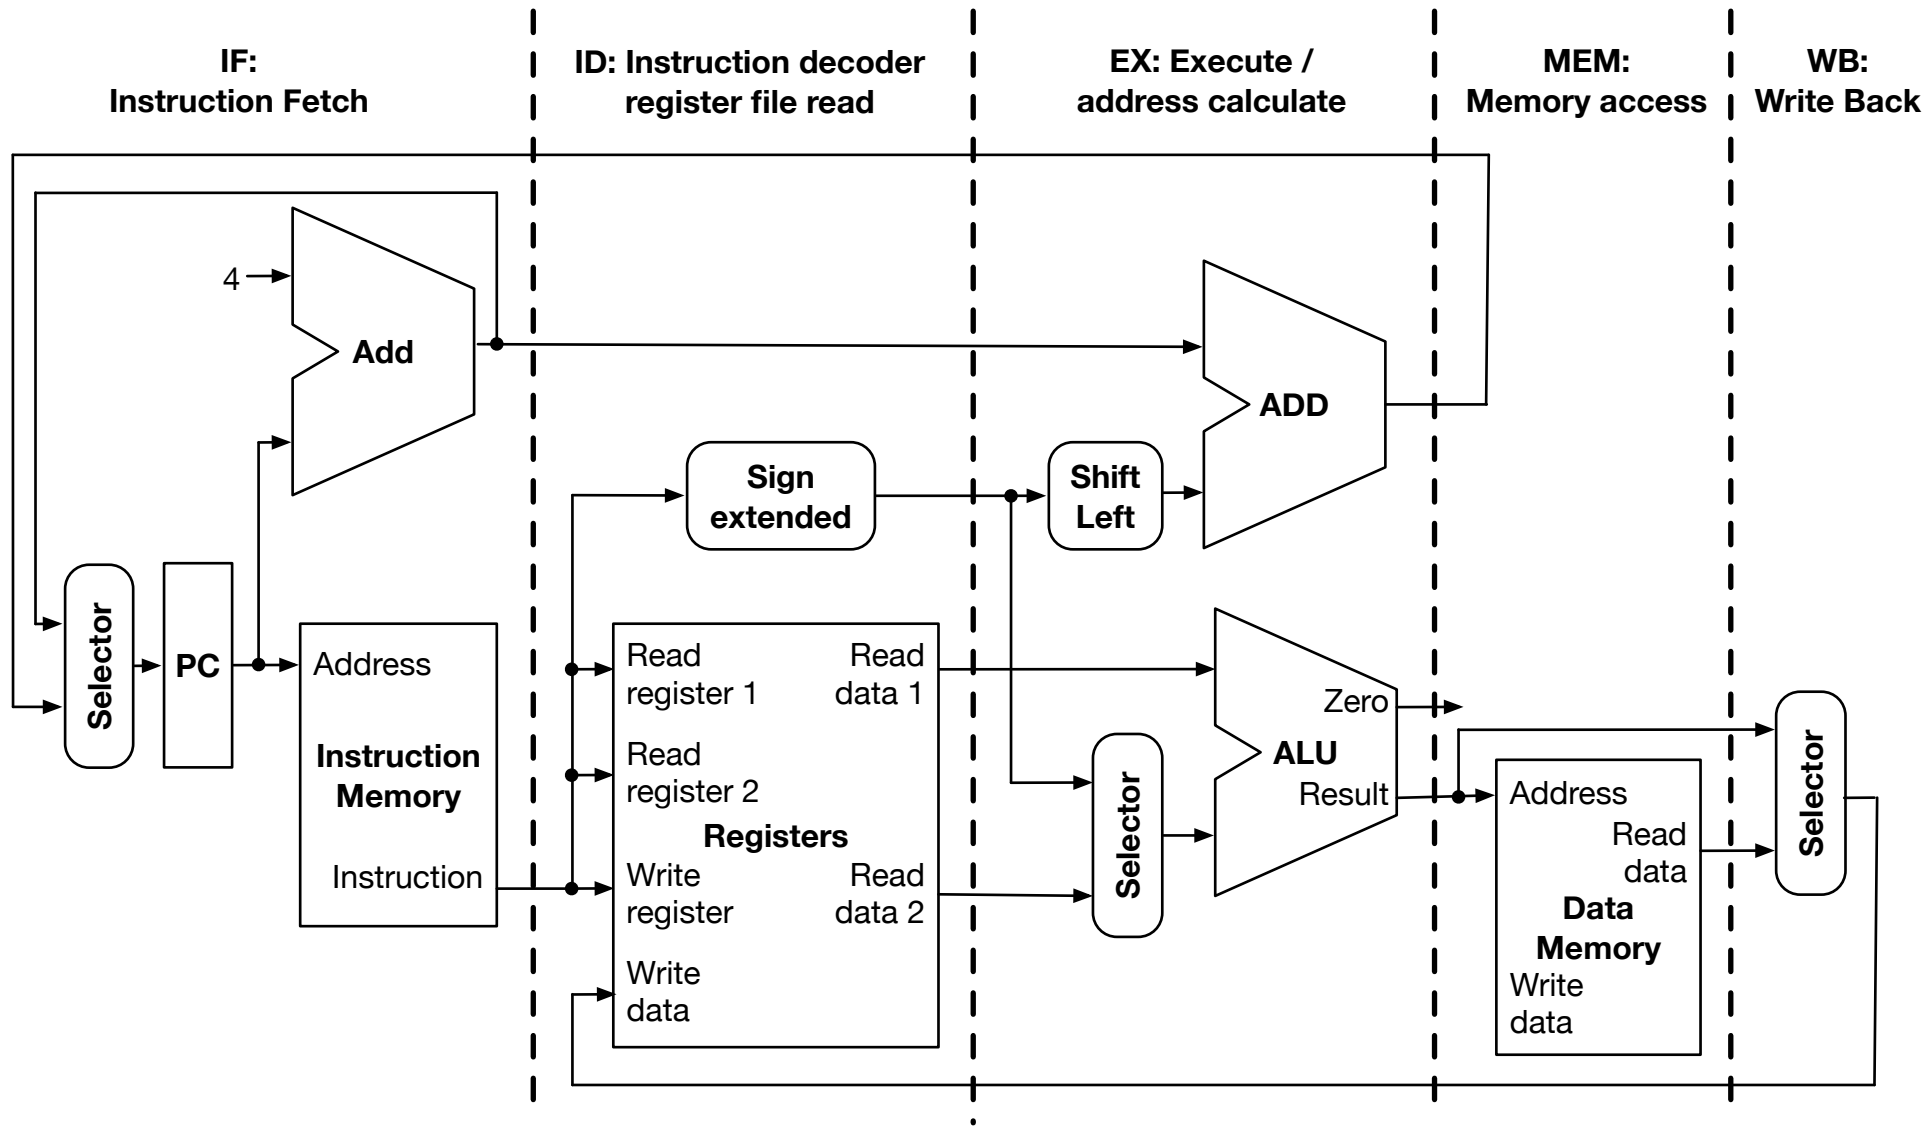 IF:
Instruction Fetch
ID: Instruction decoder
register file read
EX: Execute /
address calculate
MEM:
Memory access
WB:
Write Back
4
Add
ADD
Sign
extended
Shift
Left
Selector
PC
Address
Instruction
Memory
Instruction
Read
register 1
Read
data 1
Read
register 2
Registers
Write
register
Read
data 2
Write
data
Selector
Zero
ALU
Result
Address
Read
data
Data
Memory
Write
data
Selector